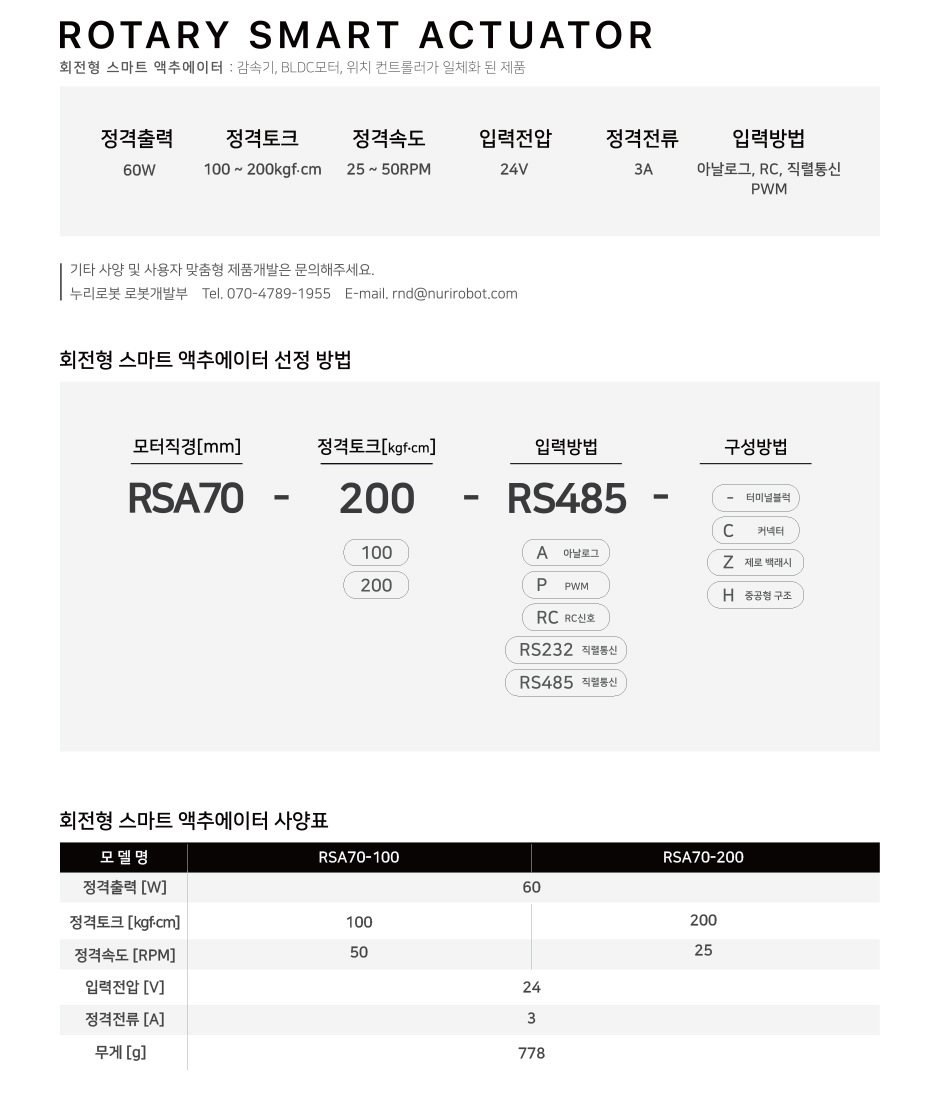 ROTARY SMART ACTUATOR
회전형 스마트 액추에이터 : 감속기, BLDC모터, 위치 컨트롤러가 일체화 된 제품
정격출력 정격토크 정격속도 입력전압 정격전류 입력방법
60W 100 ~ 200kgf·cm 25 ~ 50RPM 24V 3A 아날로그, RC, 직렬통신
PWM
기타 사양 및 사용자 맞춤형 제품개발은 문의해주세요.
누리로봇 로봇개발부 Tel. 070-4789-1955 E-mail. rnd@nurirobot.com
회전형 스마트 액추에이터 선정 방법
모터직경[mm] 정격토크[kgf·cm] 입력방법 구성방법
RSA70 - 200 - RS485 -
- 터미널블럭
C 커넥터
Z 제로 백래시
H 중공형 구조
100
200
A 아날로그
P PWM
RC RC신호
RS232 직렬통신
RS485 직렬통신
회전형 스마트 액추에이터 사양표
모 델 명 RSA70-100 RSA70-200
정격출력 [W] 60
정격토크 [kgf·cm] 100 200
정격속도 [RPM] 50 25
입력전압 [V] 24
정격전류 [A] 3
무게 [g] 778